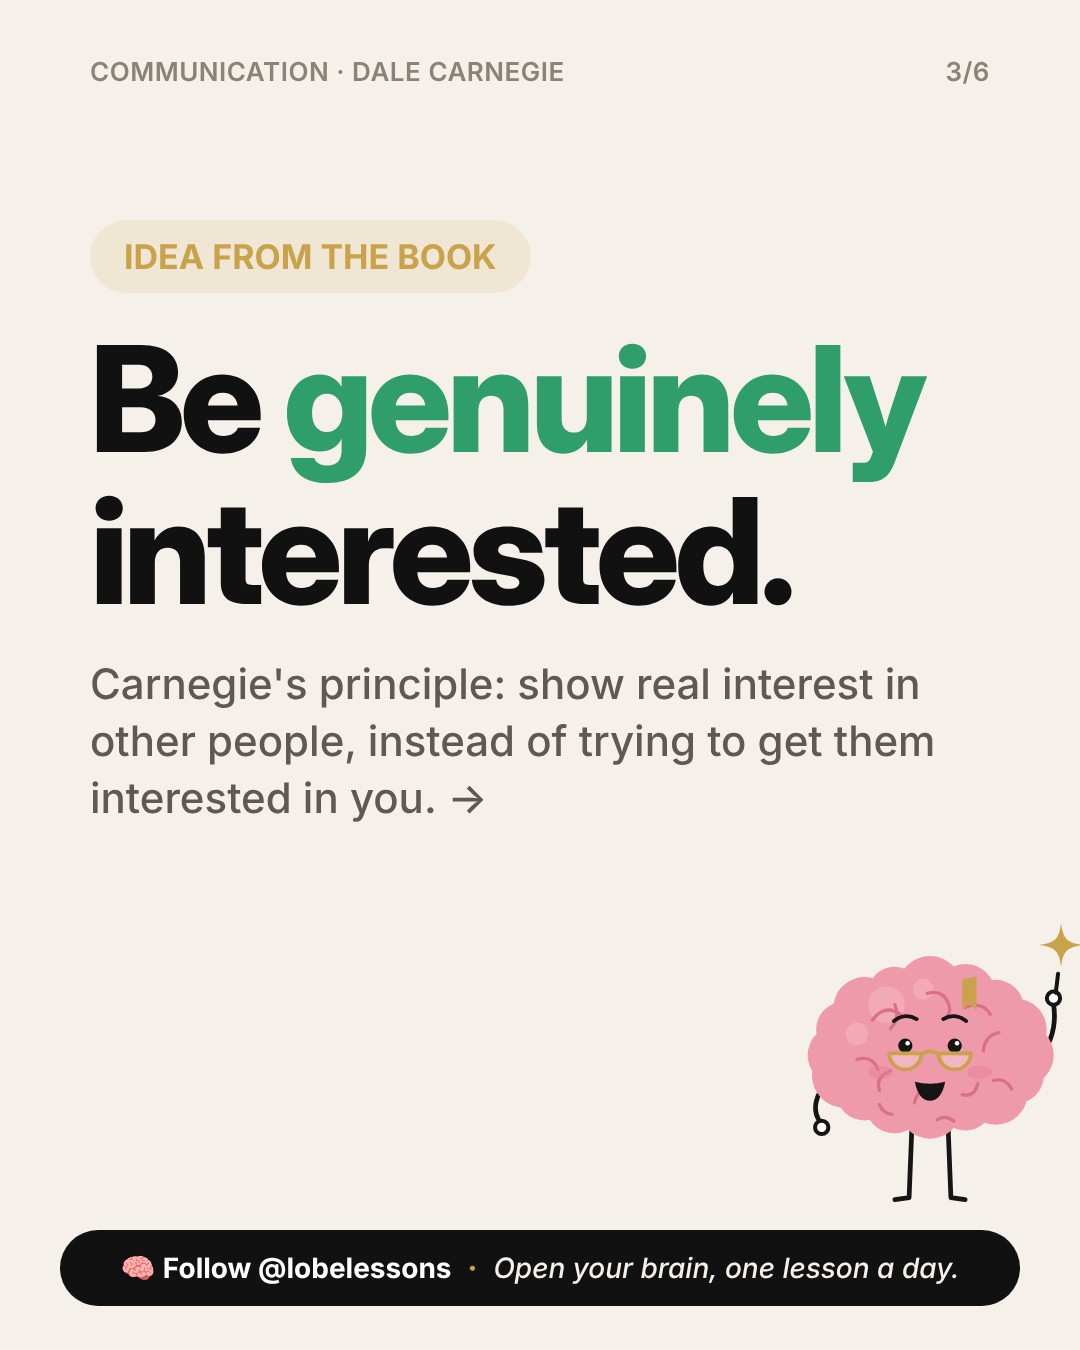 COMMUNICATION · DALE CARNEGIE
3/6
IDEA FROM THE BOOK
Be genuinely
interested.
Carnegie's principle: show real interest in
other people, instead of trying to get them
interested in you. →
🧠 Follow @lobelessons · Open your brain, one lesson a day.